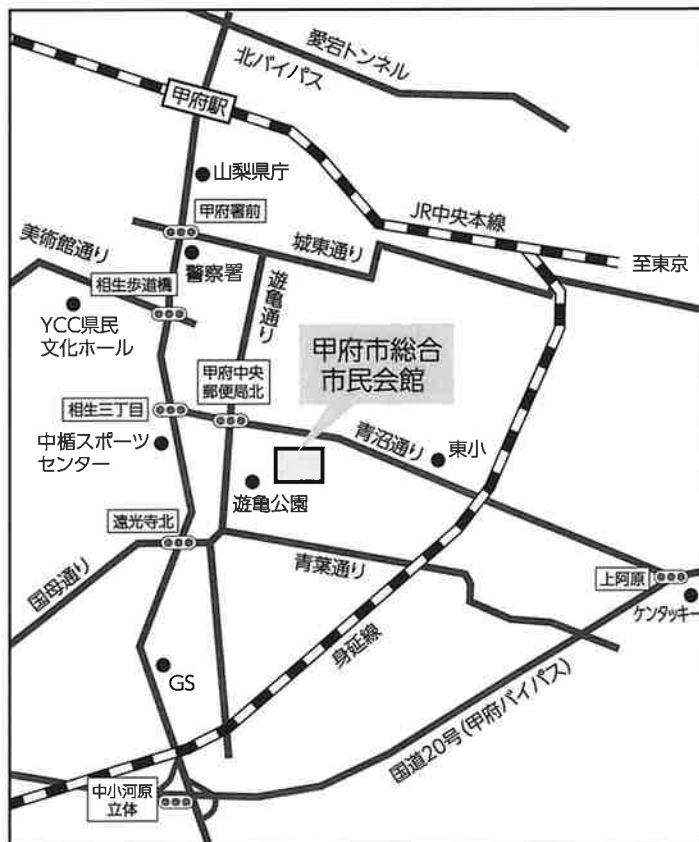 愛宕トンネル
北バイパス
甲府駅
山梨県庁
甲府署前
JR中央本線
美術館通り
城東通り
至東京
警察署
相生歩道橋
遊亀通り
YCC県民
文化ホール
甲府市総合
市民会館
甲府中央
郵便局北
相生三丁目
青沼通り
中楯スポーツ
センター
東小
遊亀公園
遠光寺北
青葉通り
国母通り
上阿原
ケンタッキー
身延線
GS
国道20号(甲府バイパス)
中小河原
立体